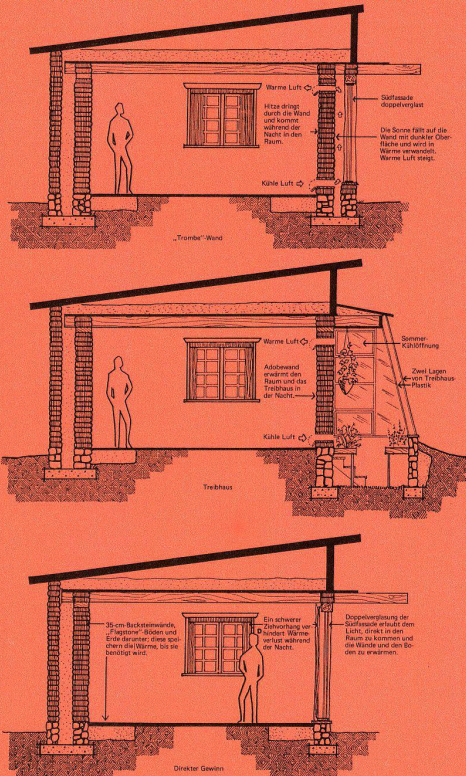 Warme Luft
Hitze dringt
durch die Wand
und kommt
während der
Nacht in den
Raum.
Kühle Luft
Südfassade
doppelverglast
Die Sonne fällt auf die
Wand mit dunkler Ober-
fläche und wird in
Wärme verwandelt.
Warme Luft steigt.
„Trombe"-Wand
Warme Luft
Adobewand
erwärmt den
Raum und das
Treibhaus in
der Nacht.
Kühle Luft
Sommer-
Kühlöffnung
Zwei Lagen
von Treibhaus-
Plastik
Treibhaus
35-cm-Backsteinwände,
„Flagstone"-Böden und
Erde darunter; diese spei-
chern die Wärme, bis sie
benötigt wird.
Ein schwerer
Ziehvorhang ver-
hindert Wärme-
verlust während
der Nacht.
Doppelverglasung der
Südfassade erlaubt dem
Licht, direkt in den
Raum zu kommen und
die Wände und den Bo-
den zu erwärmen.
Direkter Gewinn